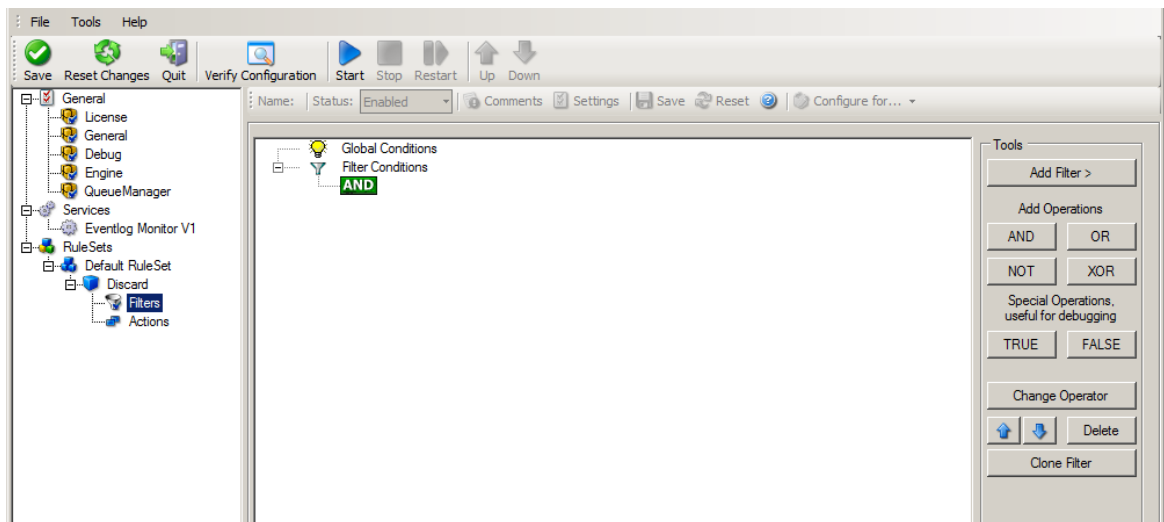 File Tools Help
Save Reset Changes Quit Verify Configuration Start Stop Restart Up Down
Name: Status: Enabled Comments Settings Save Reset Configure for...
General
License
General
Debug
Engine
QueueManager
Services
Eventlog Monitor V1
RuleSets
Default RuleSet
Discard
Filters
Actions
Global Conditions
Filter Conditions
AND
Tools
Add Filter >
Add Operations
AND OR
NOT XOR
Special Operations,
useful for debugging
TRUE FALSE
Change Operator
Delete
Clone Filter